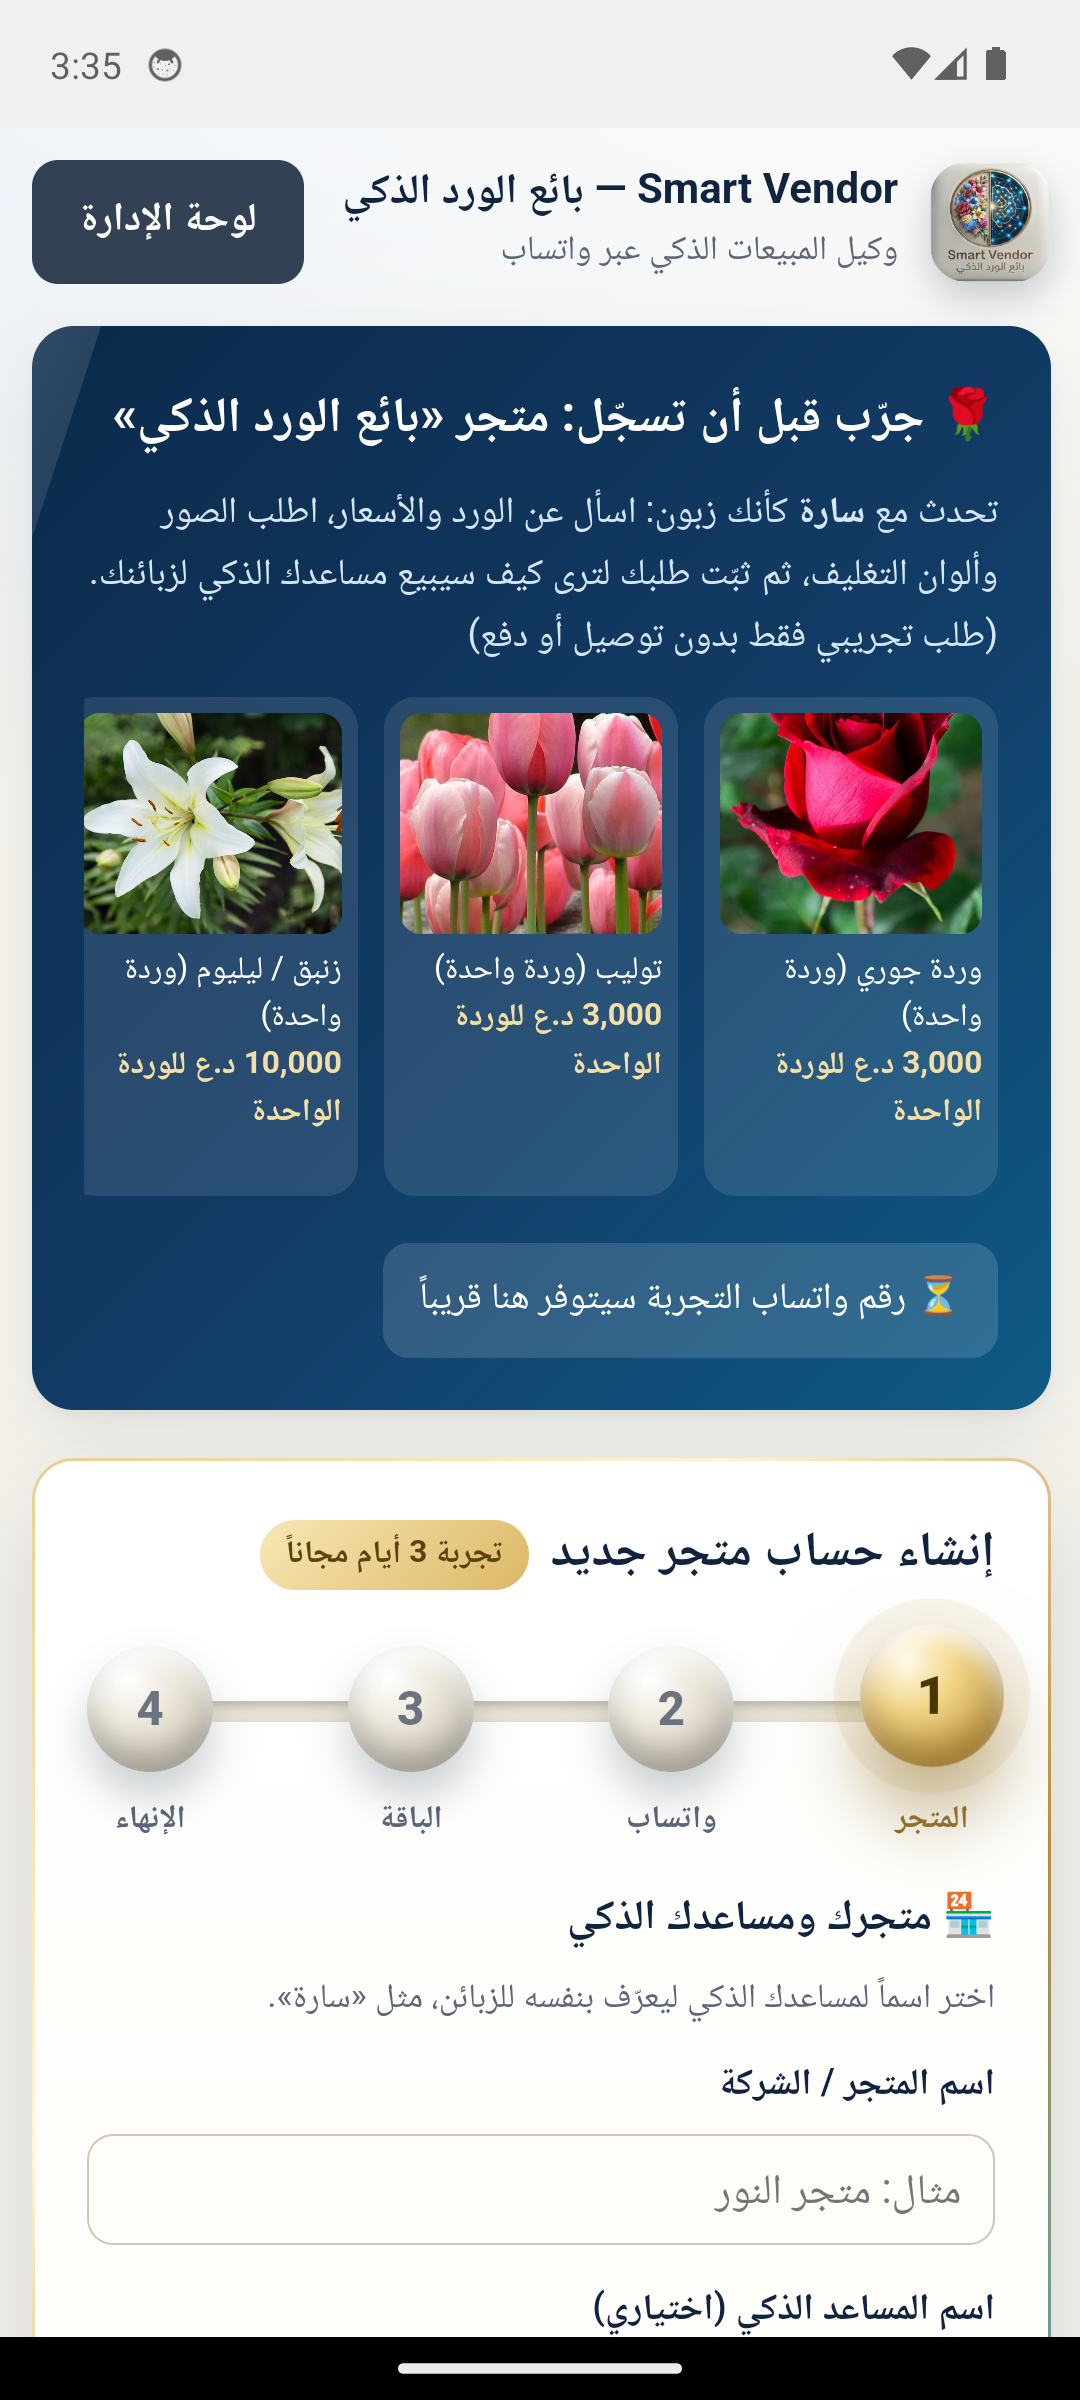 3:35
Smart Vendor — بائع الورد الذكي
وكيل المبيعات الذكي عبر واتساب
لوحة الإدارة
Smart Vendor
بائع الورد الذكي
🌹 جرّب قبل أن تسجّل: متجر «بائع الورد الذكي»
تحدث مع سارة كأنك زبون: اسأل عن الورد والأسعار، اطلب الصور
وألوان التغليف، ثم ثبّت طلبك لترى كيف سيبيع مساعدك الذكي لزبائنك.
(طلب تجريبي فقط بدون توصيل أو دفع)
وردة جوري (وردة
واحدة)
3,000 د.ع للوردة
الواحدة
توليب (وردة واحدة)
3,000 د.ع للوردة
الواحدة
زنبق / ليليوم (وردة
واحدة)
10,000 د.ع للوردة
الواحدة
⏳ رقم واتساب التجربة سيتوفر هنا قريباً
إنشاء حساب متجر جديد
تجربة 3 أيام مجاناً
1
2
3
4
المتجر
واتساب
الباقة
الإنهاء
🏪 متجرك ومساعدك الذكي
اختر اسماً لمساعدك الذكي ليعرّف بنفسه للزبائن، مثل «سارة».
اسم المتجر / الشركة
مثال: متجر النور
اسم المساعد الذكي (اختياري)